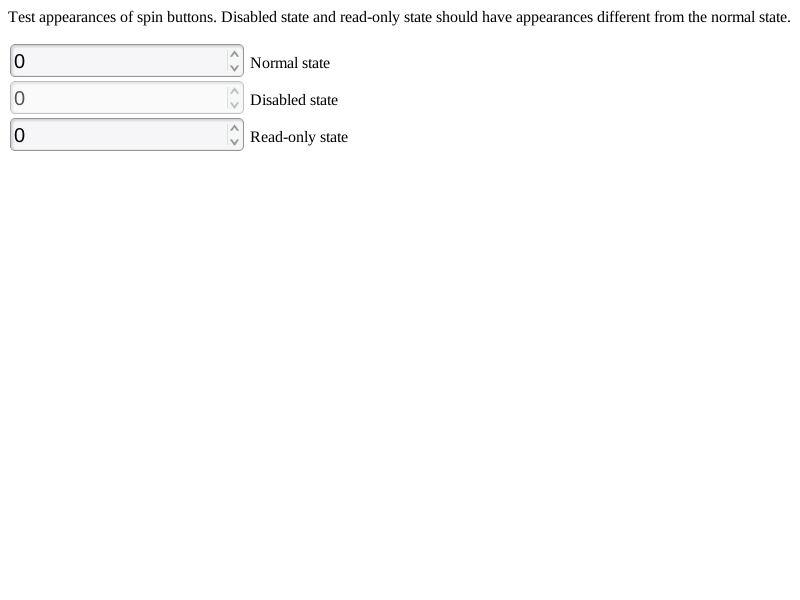 Test appearances of spin buttons. Disabled state and read-only state should have appearances different from the normal state.
0 Normal state
0 Disabled state
0 Read-only state